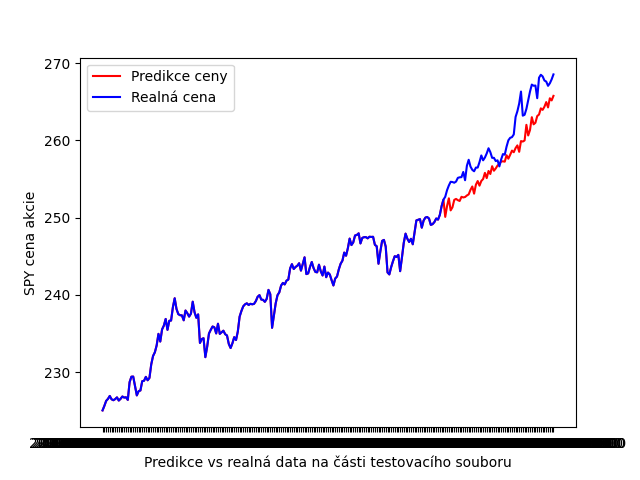 270
260
250
240
230
SPY cena akcie
Predikce ceny
Realná cena
Predikce vs realná data na části testovacího souboru